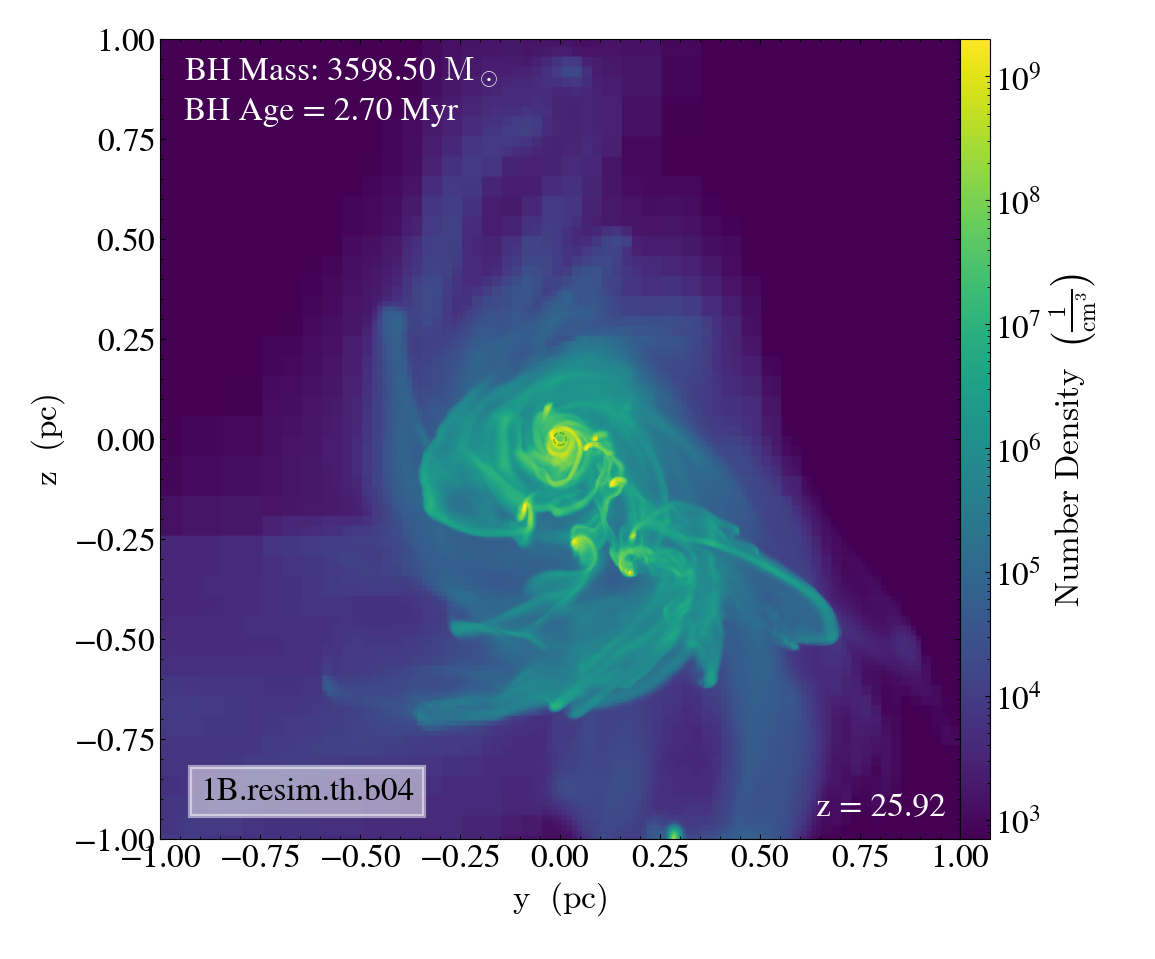 BH Mass: 3598.50 M⊙
BH Age = 2.70 Myr
1B.resim.th.b04
z = 25.92
1.00
0.75
0.50
0.25
0.00
−0.25
−0.50
−0.75
−1.00
z (pc)
−1.00 −0.75 −0.50 −0.25 0.00 0.25 0.50 0.75 1.00
y (pc)
10⁹
10⁸
10⁷
10⁶
10⁵
10⁴
10³
Number Density (1/cm³)